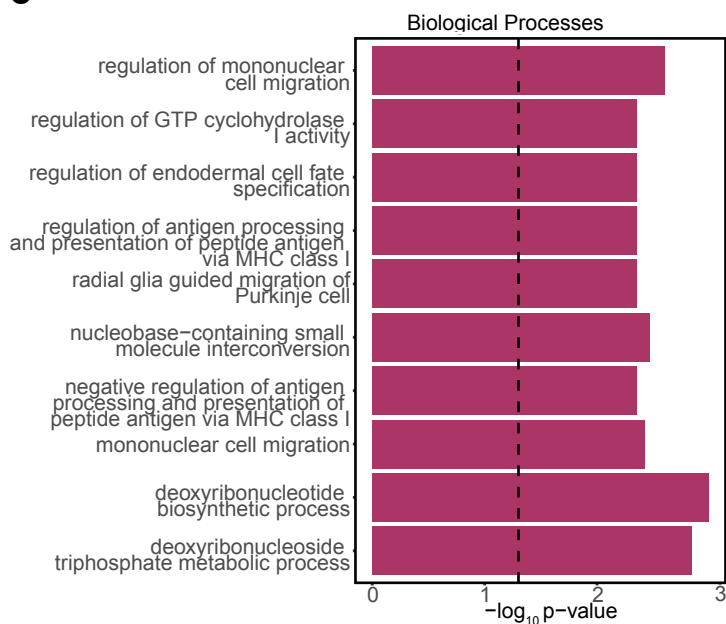 Biological Processes
regulation of mononuclear
cell migration
regulation of GTP cyclohydrolase
I activity
regulation of endodermal cell fate
specification
regulation of antigen processing
and presentation of peptide antigen
via MHC class I
radial glia guided migration of
Purkinje cell
nucleobase−containing small
molecule interconversion
negative regulation of antigen
processing and presentation of
peptide antigen via MHC class I
mononuclear cell migration
deoxyribonucleotide
biosynthetic process
deoxyribonucleoside
triphosphate metabolic process
0 1 2 3
−log10 p−value